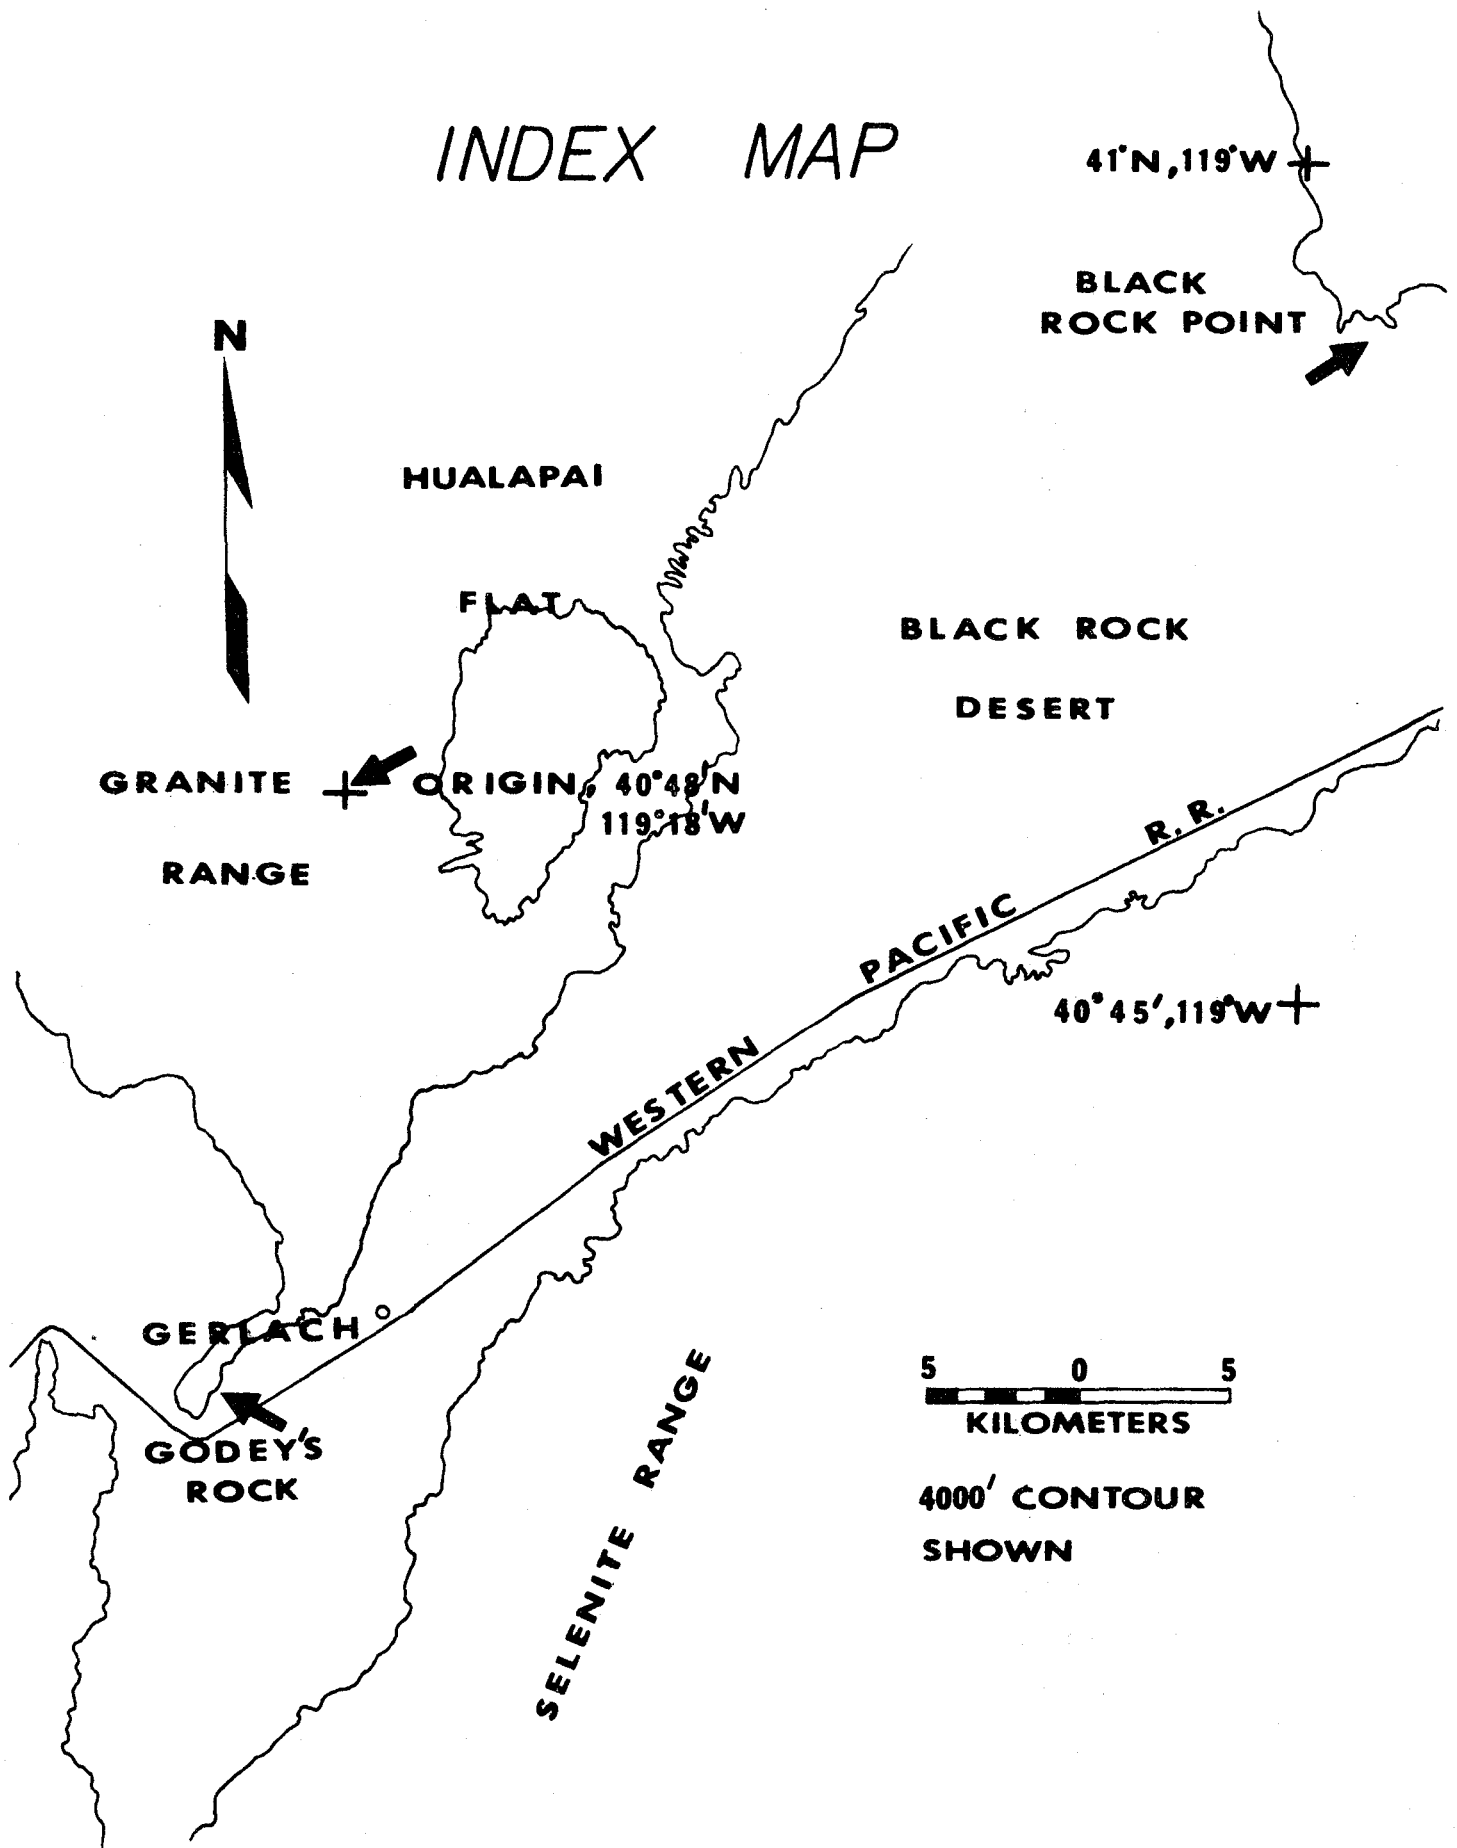 INDEX MAP
41°N, 119°W
BLACK
ROCK POINT
N
HUALAPAI
FLAT
BLACK ROCK
DESERT
GRANITE
RANGE
ORIGIN, 40°48'N
119°18'W
WESTERN PACIFIC R. R.
40°45', 119°W
GERLACH
GODEY'S
ROCK
SELENITE RANGE
5 0 5
KILOMETERS
4000' CONTOUR
SHOWN